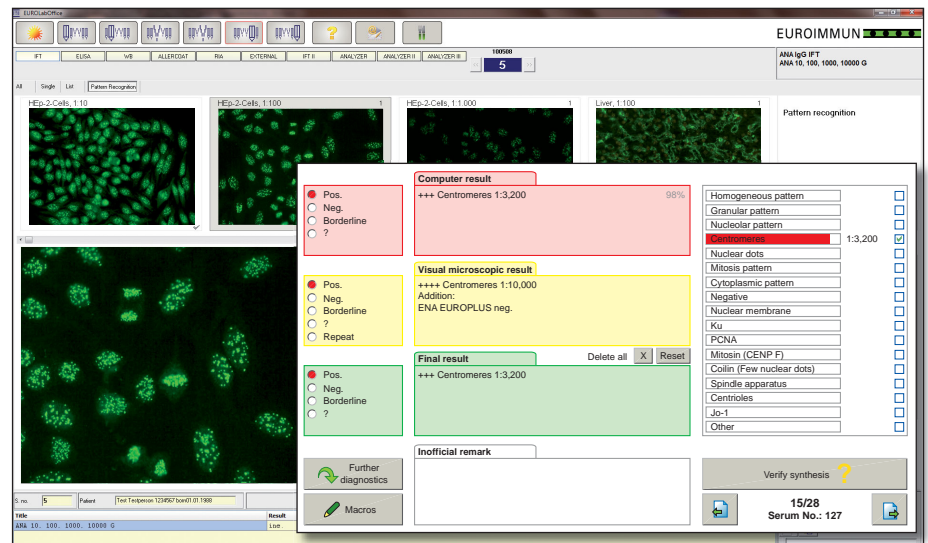 EUROLabOffice
EUROIMMUN
IFT
ELISA
WB
ALLERCOAT
RIA
EXTERNAL
IFT II
ANALYZER
ANALYZER II
ANALYZER III
100508
5
ANA IgG IFT
ANA 10, 100, 1000, 10000 G
All
Single
List
Pattern Recognition
HEp-2-Cells, 1:10
HEp-2-Cells, 1:100 1
HEp-2-Cells, 1:1.000 1
Liver, 1:100 1
Pattern recognition
Computer result
Pos.
Neg.
Borderline
?
+++ Centromeres 1:3,200 98%
Visual microscopic result
Pos.
Neg.
Borderline
?
Repeat
++++ Centromeres 1:10,000
Addition:
ENA EUROPLUS neg.
Final result
Delete all X Reset
Pos.
Neg.
Borderline
?
+++ Centromeres 1:3,200
Inofficial remark
Further
diagnostics
Macros
Homogeneous pattern
Granular pattern
Nucleolar pattern
Centromeres 1:3,200
Nuclear dots
Mitosis pattern
Cytoplasmic pattern
Negative
Nuclear membrane
Ku
PCNA
Mitosin (CENP F)
Coilin (Few nuclear dots)
Spindle apparatus
Centrioles
Jo-1
Other
Verify synthesis ?
15/28
Serum No.: 127
S. no. 5 Patient Test Testperson 1234567 born01.01.1988
Title Result
ANA 10. 100. 1000. 10000 G ine.